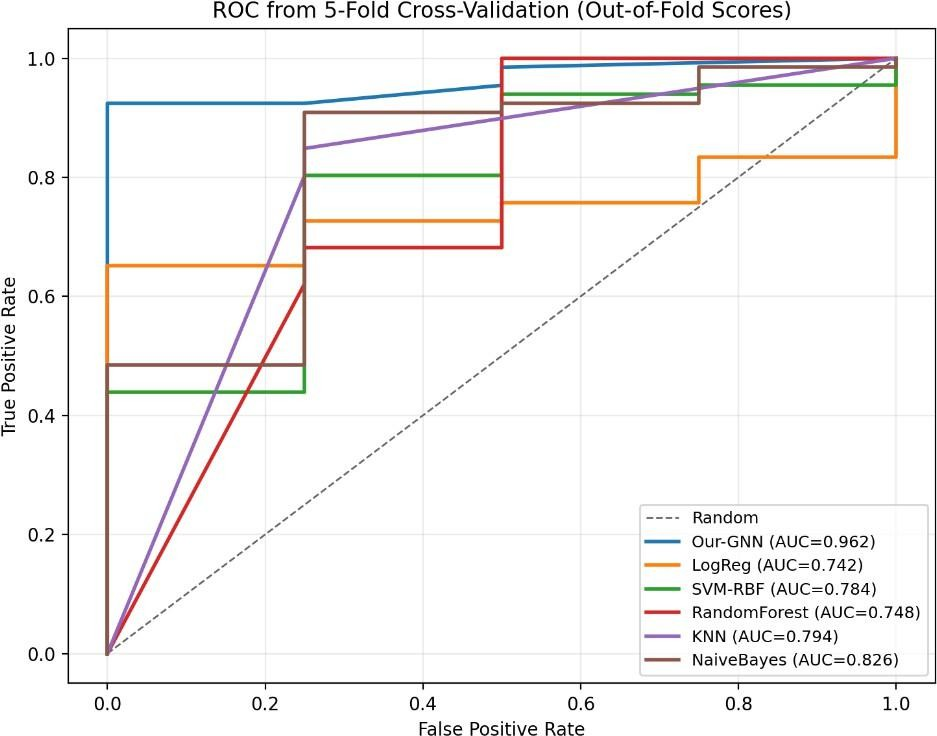 ROC from 5-Fold Cross-Validation (Out-of-Fold Scores)
1.0
0.8
0.6
0.4
0.2
0.0
True Positive Rate
0.0 0.2 0.4 0.6 0.8 1.0
False Positive Rate
Random
Our-GNN (AUC=0.962)
LogReg (AUC=0.742)
SVM-RBF (AUC=0.784)
RandomForest (AUC=0.748)
KNN (AUC=0.794)
NaiveBayes (AUC=0.826)